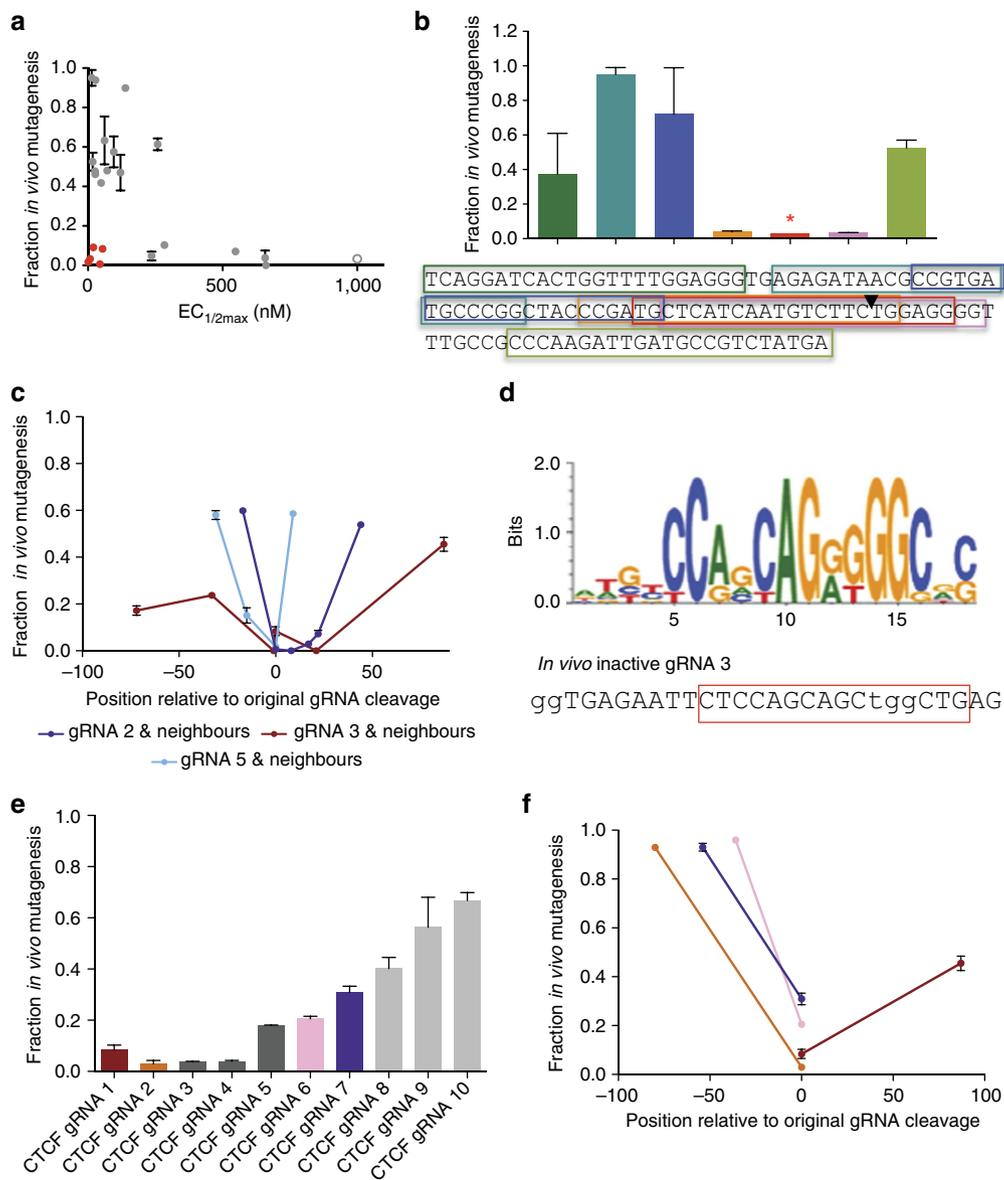 a
Fraction in vivo mutagenesis
1.0
0.8
0.6
0.4
0.2
0.0
0
500
1,000
EC1/2max (nM)
b
Fraction in vivo mutagenesis
1.2
1.0
0.8
0.6
0.4
0.2
0.0
*
TCAGGATCACTGGTTTTGGAGGGTGAGAGATAACGCCGTGA
TGCCCGGCTACCCGATGCTCATCAATGTCTTCTGGAGGGGT
TTGCCGCCCAAGATTGATGCCGTCTATGA
c
Fraction in vivo mutagenesis
1.0
0.8
0.6
0.4
0.2
0.0
−100
−50
0
50
Position relative to original gRNA cleavage
gRNA 2 & neighbours
gRNA 3 & neighbours
gRNA 5 & neighbours
d
Bits
2.0
1.0
0.0
5
10
15
In vivo inactive gRNA 3
ggTGAGAATTCTCCAGCAGCtggCTGAG
e
Fraction in vivo mutagenesis
1.0
0.8
0.6
0.4
0.2
0.0
CTCF gRNA 1
CTCF gRNA 2
CTCF gRNA 3
CTCF gRNA 4
CTCF gRNA 5
CTCF gRNA 6
CTCF gRNA 7
CTCF gRNA 8
CTCF gRNA 9
CTCF gRNA 10
f
Fraction in vivo mutagenesis
1.0
0.8
0.6
0.4
0.2
0.0
−100
−50
0
50
100
Position relative to original gRNA cleavage